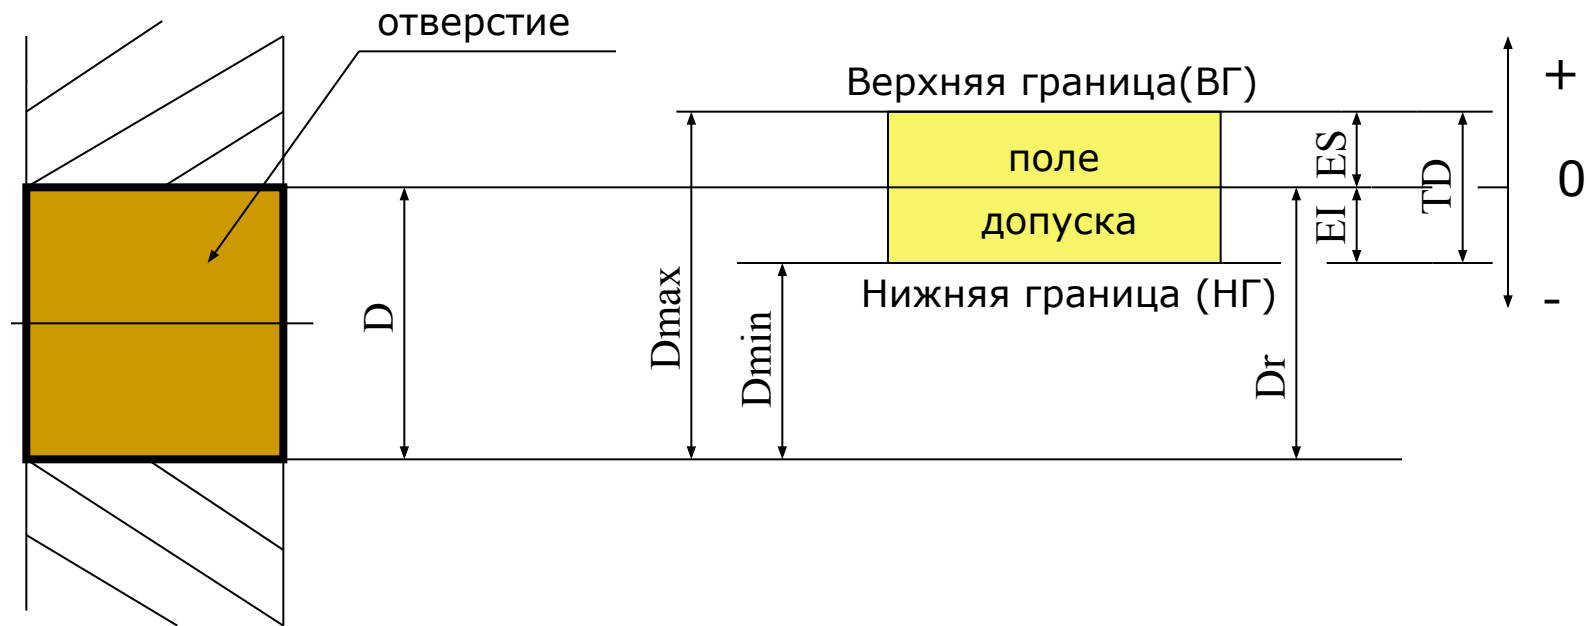 отверстие
Верхняя граница(ВГ)
+
поле
ES
TD
0
допуска
EI
Нижняя граница (НГ)
-
D
Dmax
Dmin
Dr